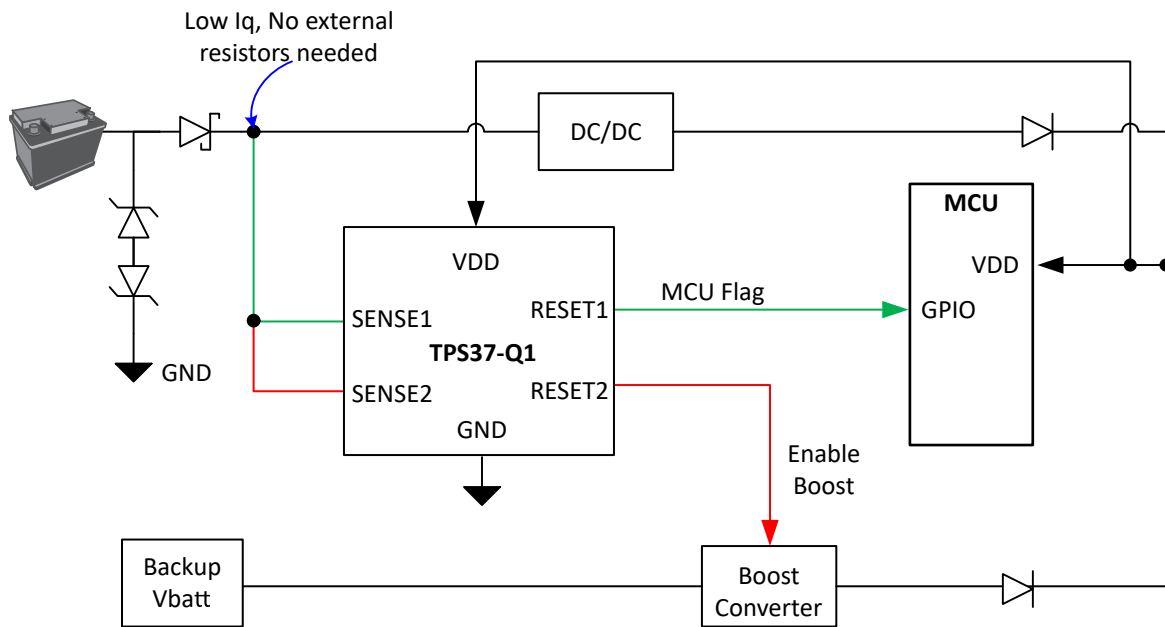 Low Iq, No external
resistors needed
DC/DC
MCU
VDD
VDD
RESET1
MCU Flag
GPIO
SENSE1
TPS37-Q1
GND
SENSE2
RESET2
GND
Enable
Boost
Backup
Vbatt
Boost
Converter